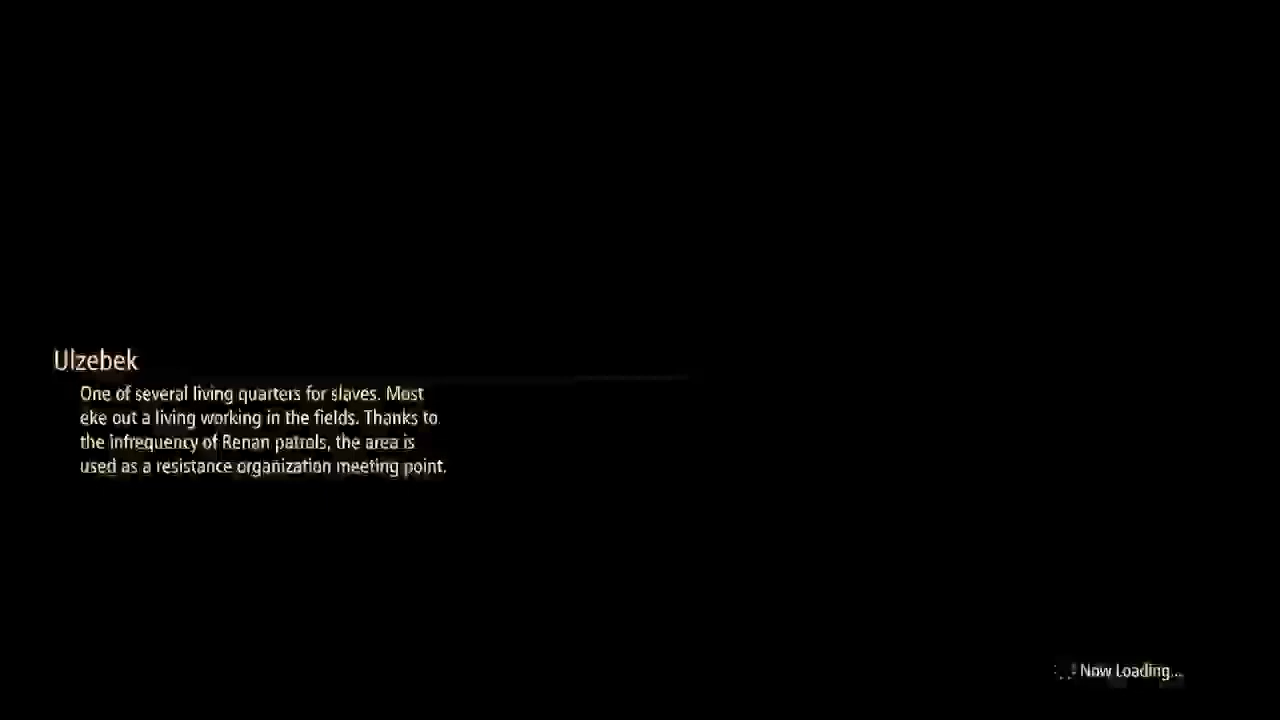 Ulzebek
One of several living quarters for slaves. Most
eke out a living working in the fields. Thanks to
the infrequency of Renan patrols, the area is
used as a resistance organization meeting point.
Now Loading...